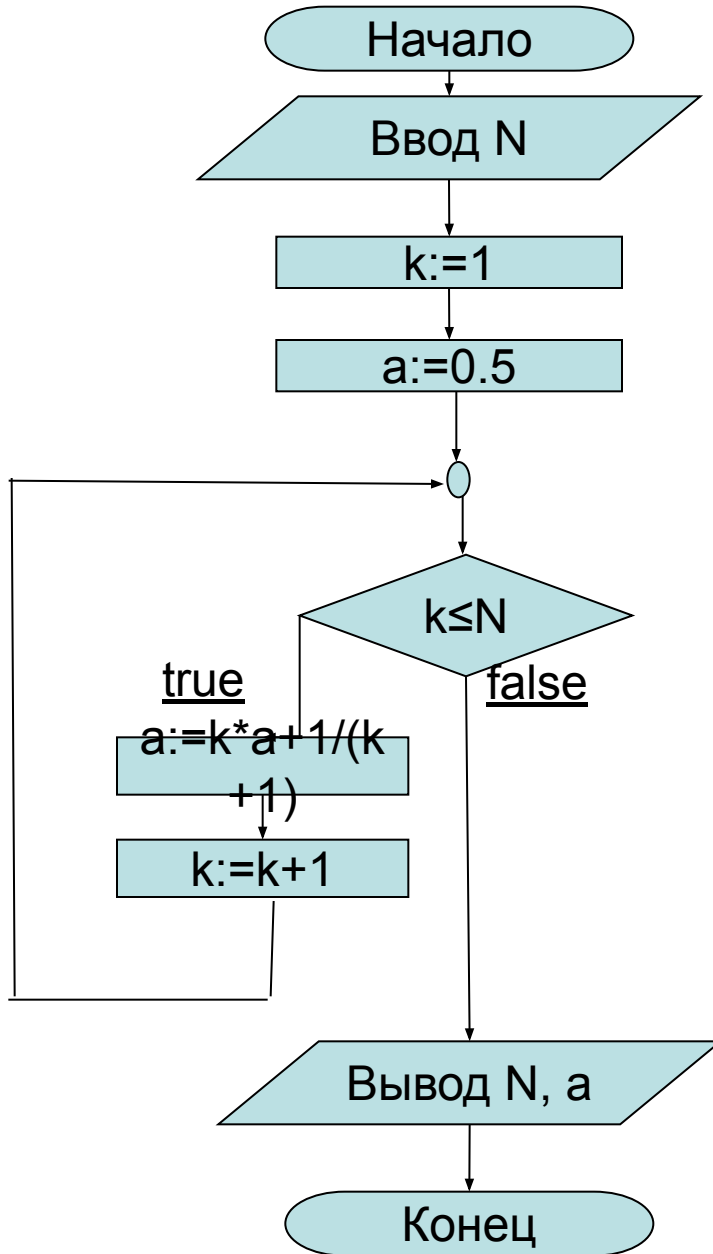 Начало
Ввод N
k:=1
a:=0.5
k≤N
true
false
a:=k*a+1/(k
+1)
k:=k+1
Вывод N, a
Конец